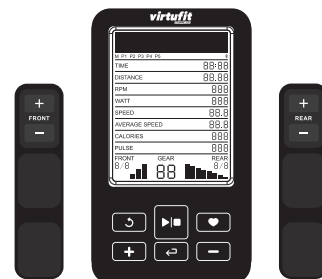 virtufit
M P1 P2 P3 P4 P5
TIME 88:88
DISTANCE 88.88
RPM 888
WATT 888
SPEED 88.8
AVERAGE SPEED 88.8
CALORIES 888
PULSE 888
FRONT GEAR REAR
8/8 88 8/8
+
FRONT
−
+
REAR
−